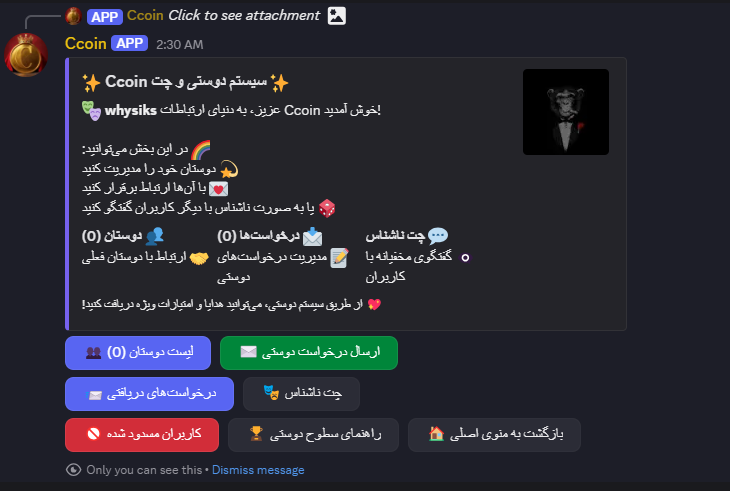 APP Ccoin Click to see attachment
Ccoin APP 2:30 AM
✨ سیستم دوستی و چت Ccoin ✨
🎭 whysiks عزیز، به دنیای ارتباطات Ccoin خوش آمدید!
🌈 در این بخش می‌توانید:
💫 دوستان خود را مدیریت کنید
💌 با آن‌ها ارتباط برقرار کنید
🎲 یا به صورت ناشناس با دیگر کاربران گفتگو کنید
👥 دوستان (0)
🤝 ارتباط با دوستان فعلی
📩 درخواست‌ها (0)
📝 مدیریت درخواست‌های
دوستی
💬 چت ناشناس
گفتگوی مخفیانه با
کاربران
💖 از طریق سیستم دوستی، می‌توانید هدایا و امتیازات ویژه دریافت کنید!
لیست دوستان (0) 👥
ارسال درخواست دوستی ✉️
درخواست‌های دریافتی 📨
چت ناشناس 🎭
کاربران مسدود شده 🚫
راهنمای سطوح دوستی 🏆
بازگشت به منوی اصلی 🏠
Only you can see this • Dismiss message